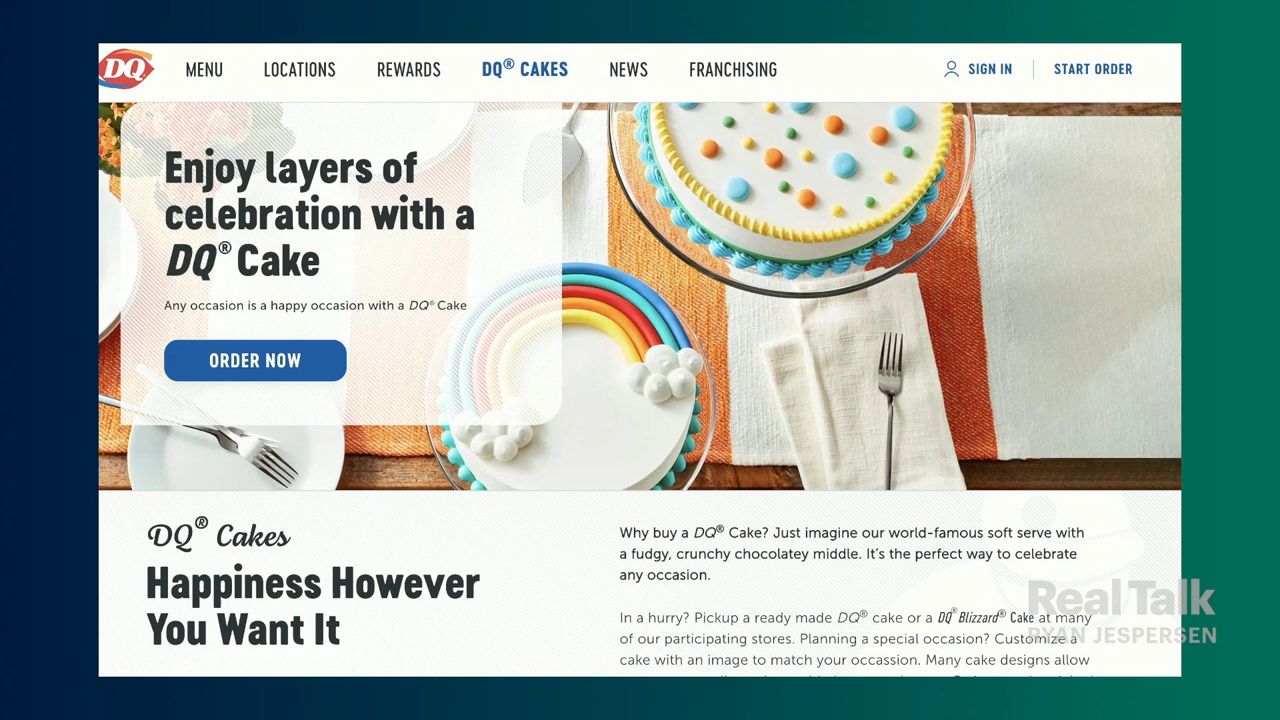 DQ
MENU
LOCATIONS
REWARDS
DQ® CAKES
NEWS
FRANCHISING
SIGN IN
START ORDER
Enjoy layers of
celebration with a
DQ® Cake
Any occasion is a happy occasion with a DQ® Cake
ORDER NOW
DQ® Cakes
Happiness However
You Want It
Why buy a DQ® Cake? Just imagine our world-famous soft serve with
a fudgy, crunchy chocolatey middle. It's the perfect way to celebrate
any occasion.
In a hurry? Pickup a ready made DQ® cake or a DQ® Blizzard® Cake at many
of our participating stores. Planning a special occasion? Customize a
cake with an image to match your occassion. Many cake designs allow
Real Talk
RYAN JESPERSEN